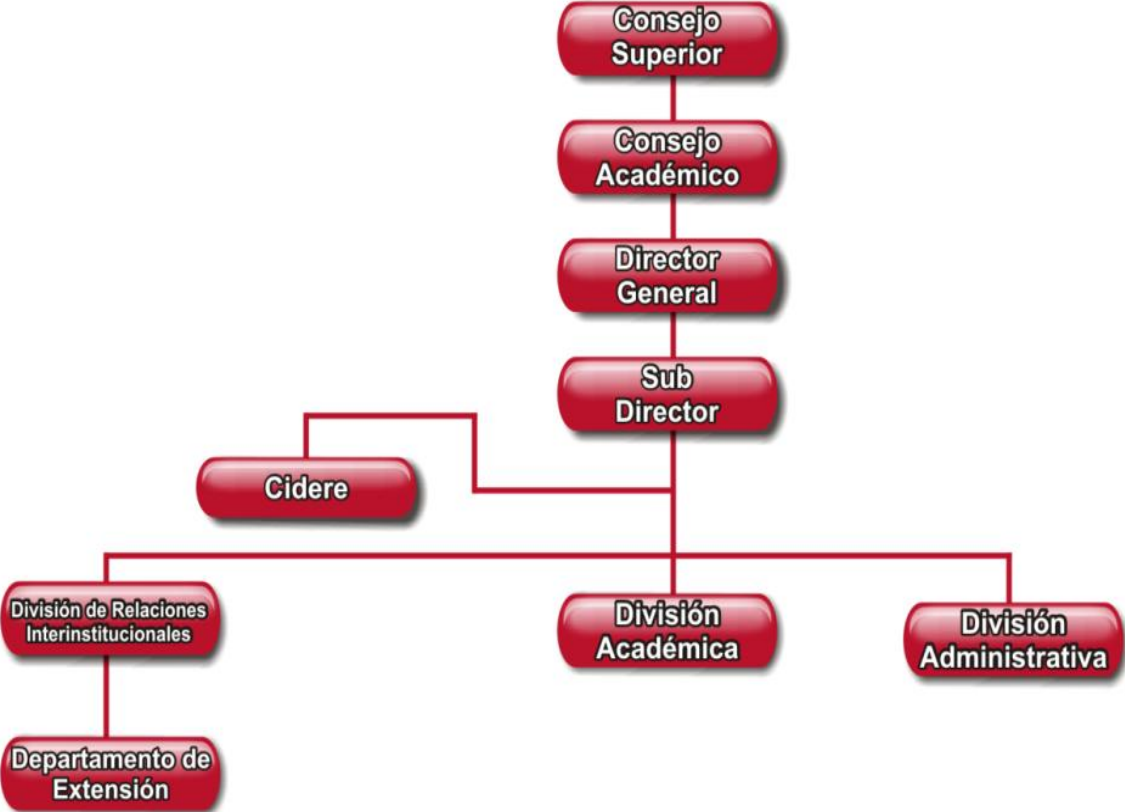 Consejo
Superior
Consejo
Académico
Director
General
Sub
Director
Cidere
División de Relaciones
Interinstitucionales
División
Académica
División
Administrativa
Departamento de
Extensión